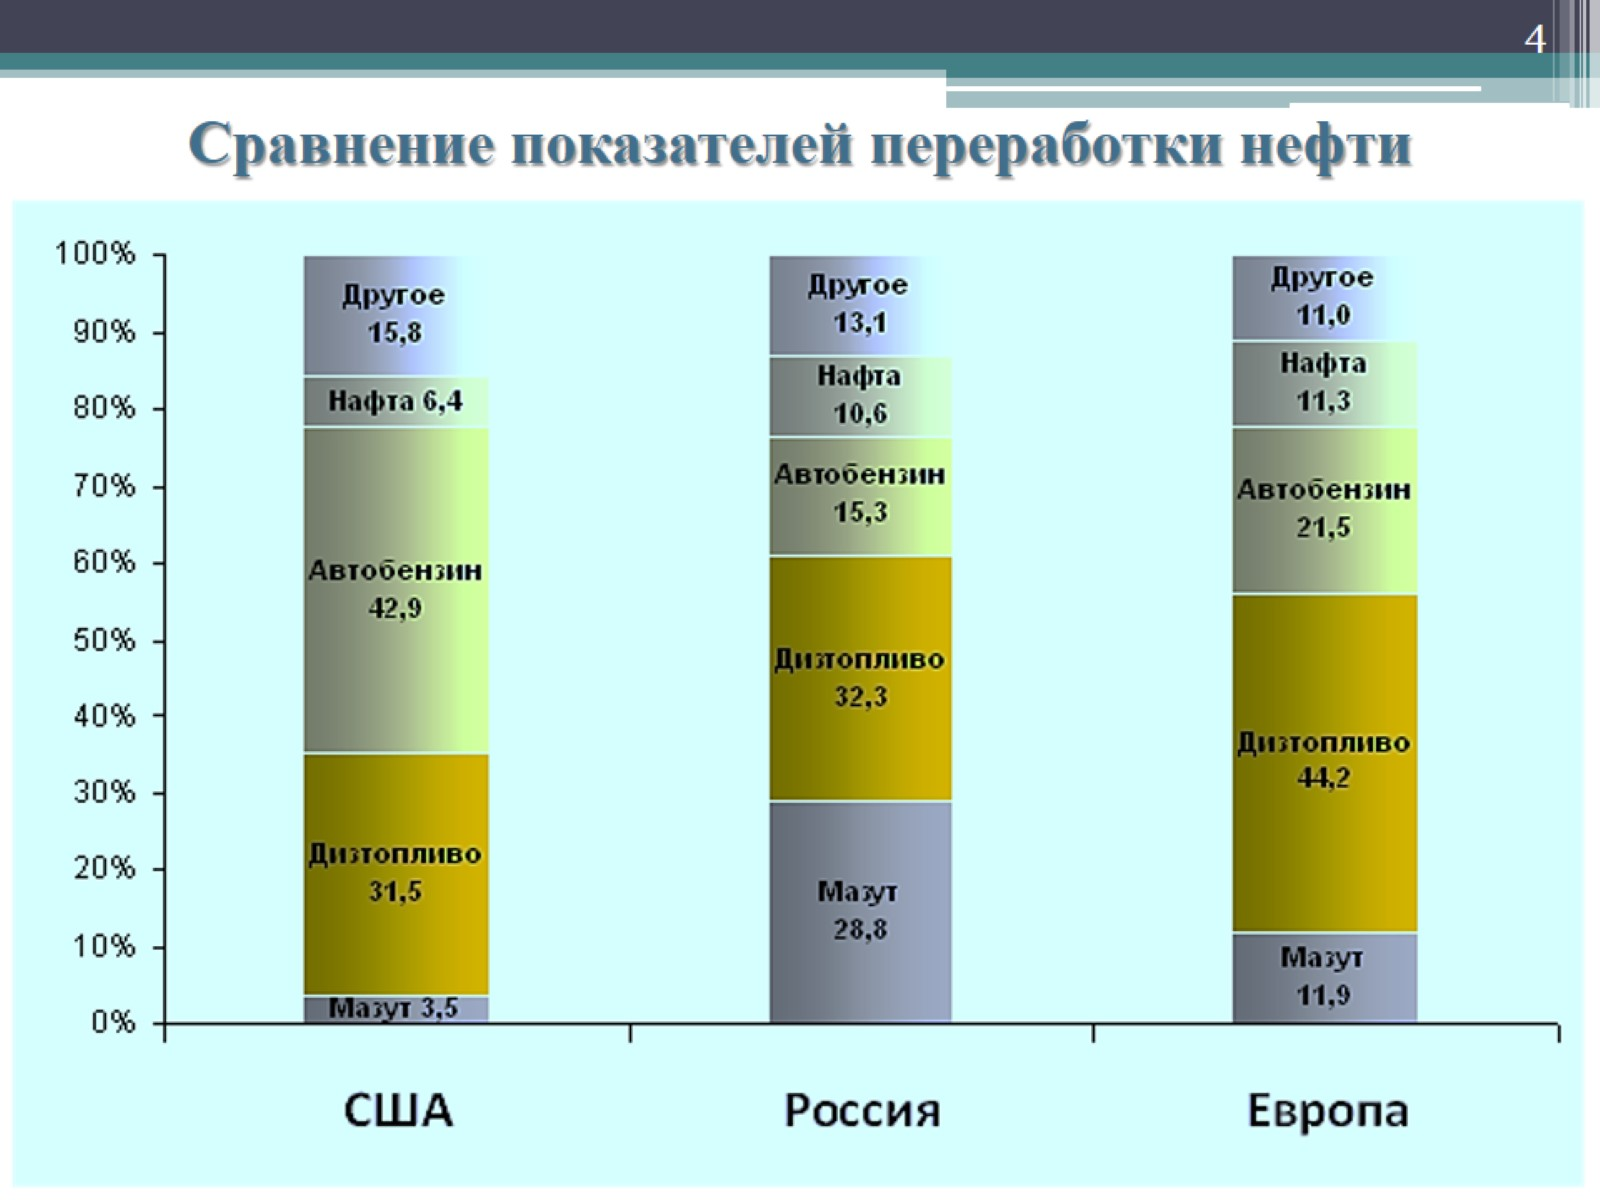 4
Сравнение показателей переработки нефти
100%
90%
80%
70%
60%
50%
40%
30%
20%
10%
0%
Другое
15,8
Нафта 6,4
Автобензин
42,9
Дизтопливо
31,5
Мазут 3,5
Другое
13,1
Нафта
10,6
Автобензин
15,3
Дизтопливо
32,3
Мазут
28,8
Другое
11,0
Нафта
11,3
Автобензин
21,5
Дизтопливо
44,2
Мазут
11,9
США
Россия
Европа